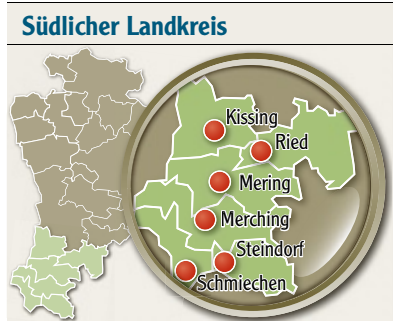 Südlicher Landkreis
Kissing
Ried
Mering
Merching
Steindorf
Schmiechen